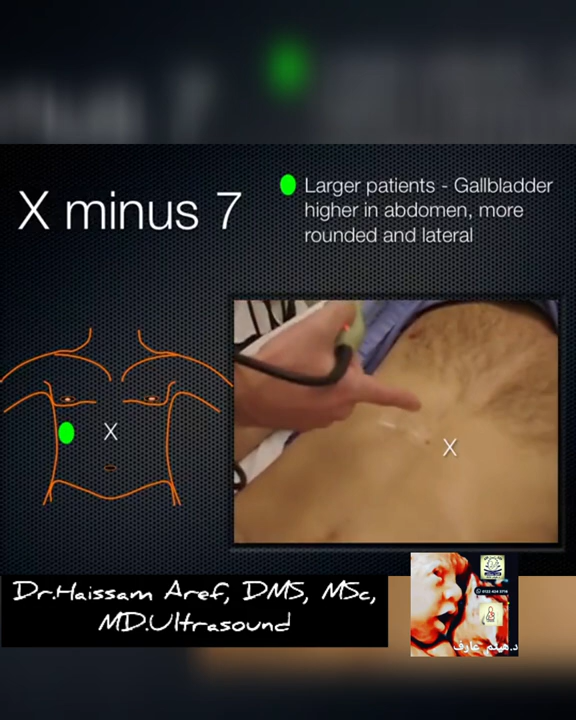 X minus 7
Larger patients - Gallbladder
higher in abdomen, more
rounded and lateral
X
X
Dr.Haissam Aref, DMS, MSc,
MD.Ultrasound
د.هيثم عارف